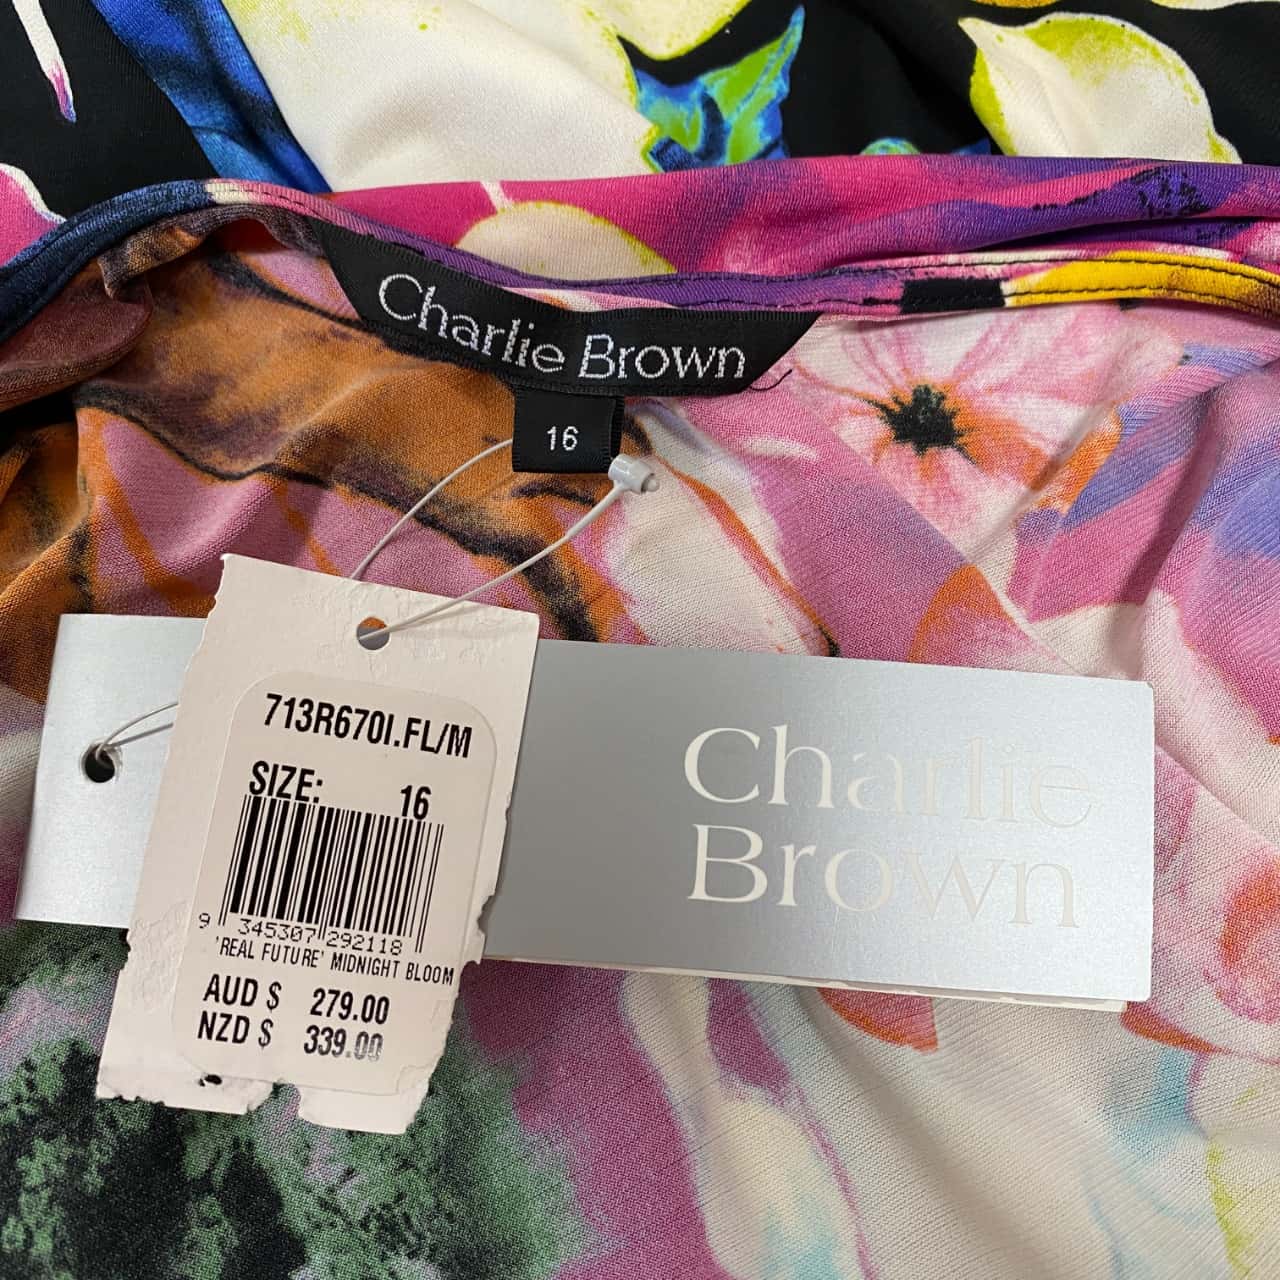 Charlie Brown
16
713R670I.FL/M
SIZE: 16
9 345307 292118
'REAL FUTURE' MIDNIGHT BLOOM
AUD $ 279.00
NZD $ 339.00
Charlie
Brown